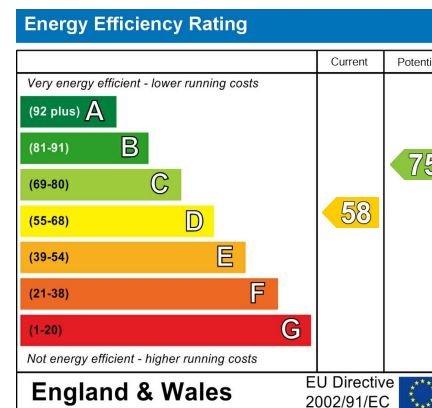 Energy Efficiency Rating
Current Potenti
Very energy efficient - lower running costs
(92 plus) A
(81-91) B
(69-80) C
75
(55-68) D
58
(39-54) E
(21-38) F
(1-20) G
Not energy efficient - higher running costs
England & Wales
EU Directive
2002/91/EC